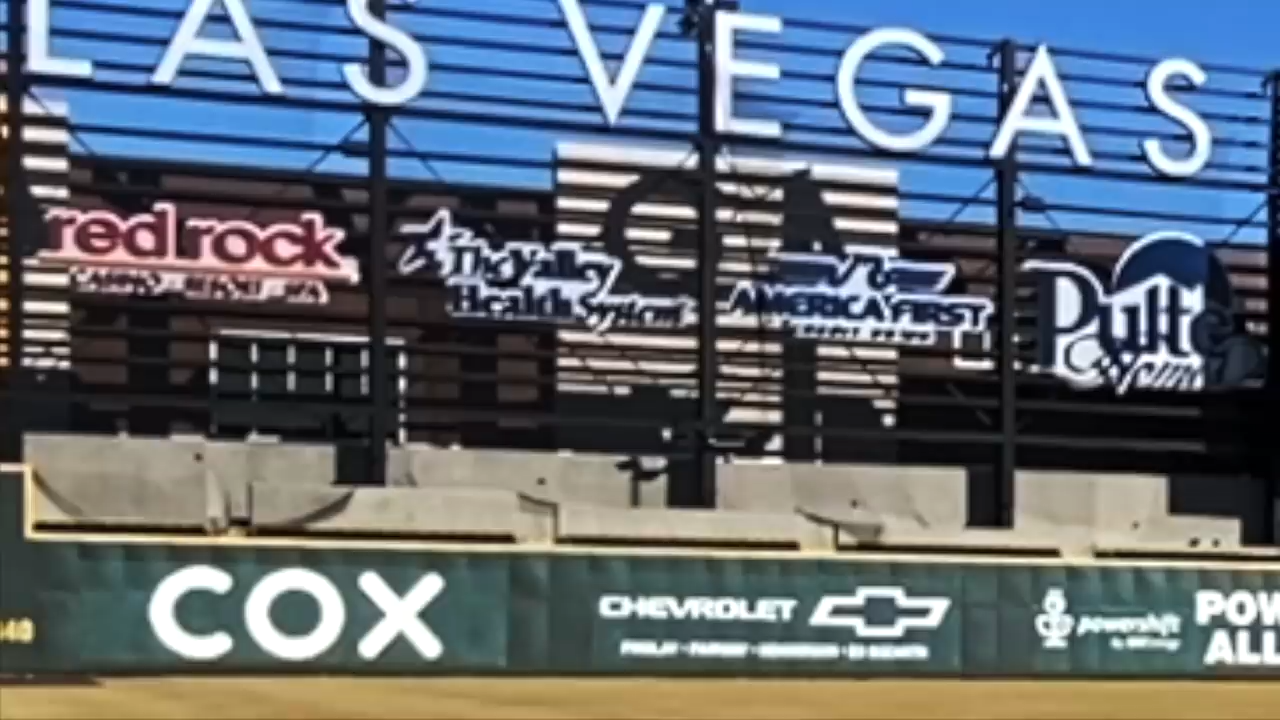 LAS VEGAS
red rock
The Valley
Health System
AMERICA FIRST
Pulte
COX
CHEVROLET
powershift
POW
ALL